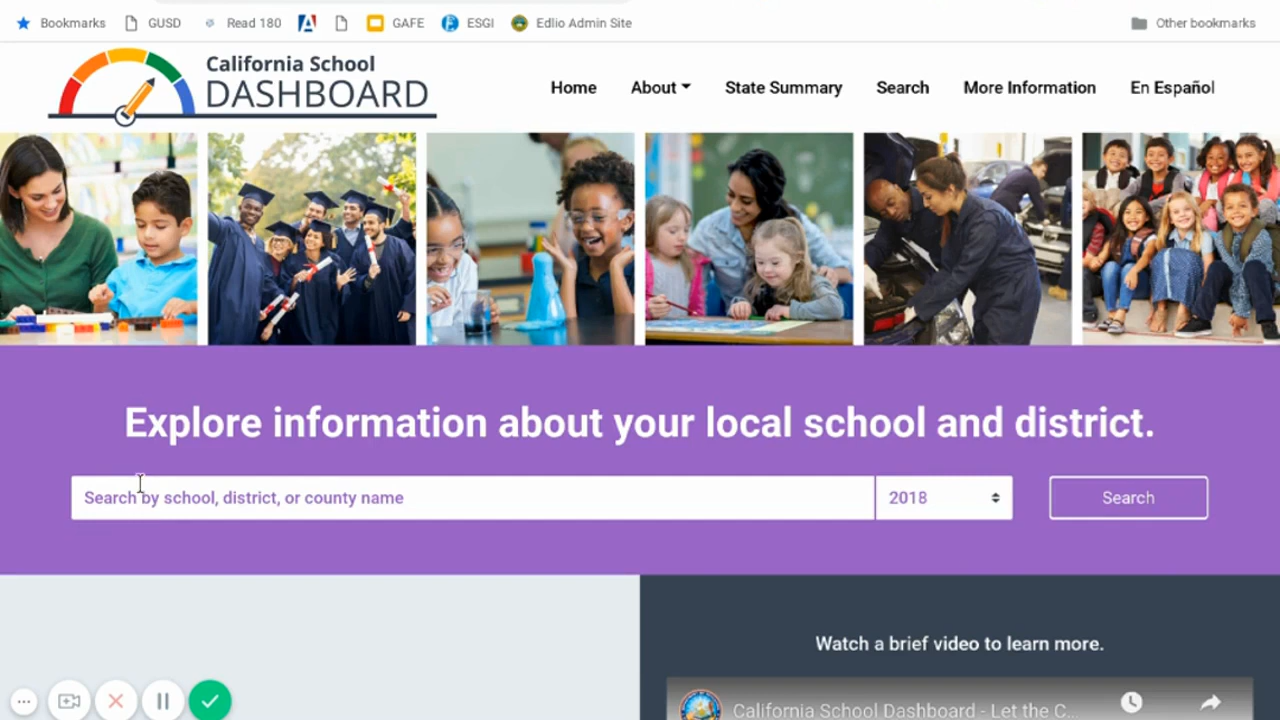 Bookmarks GUSD Read 180 GAFE ESGI Edlio Admin Site Other bookmarks
California School
DASHBOARD
Home About State Summary Search More Information En Español
Explore information about your local school and district.
Search by school, district, or county name 2018 Search
Watch a brief video to learn more.
California School Dashboard - Let the C...